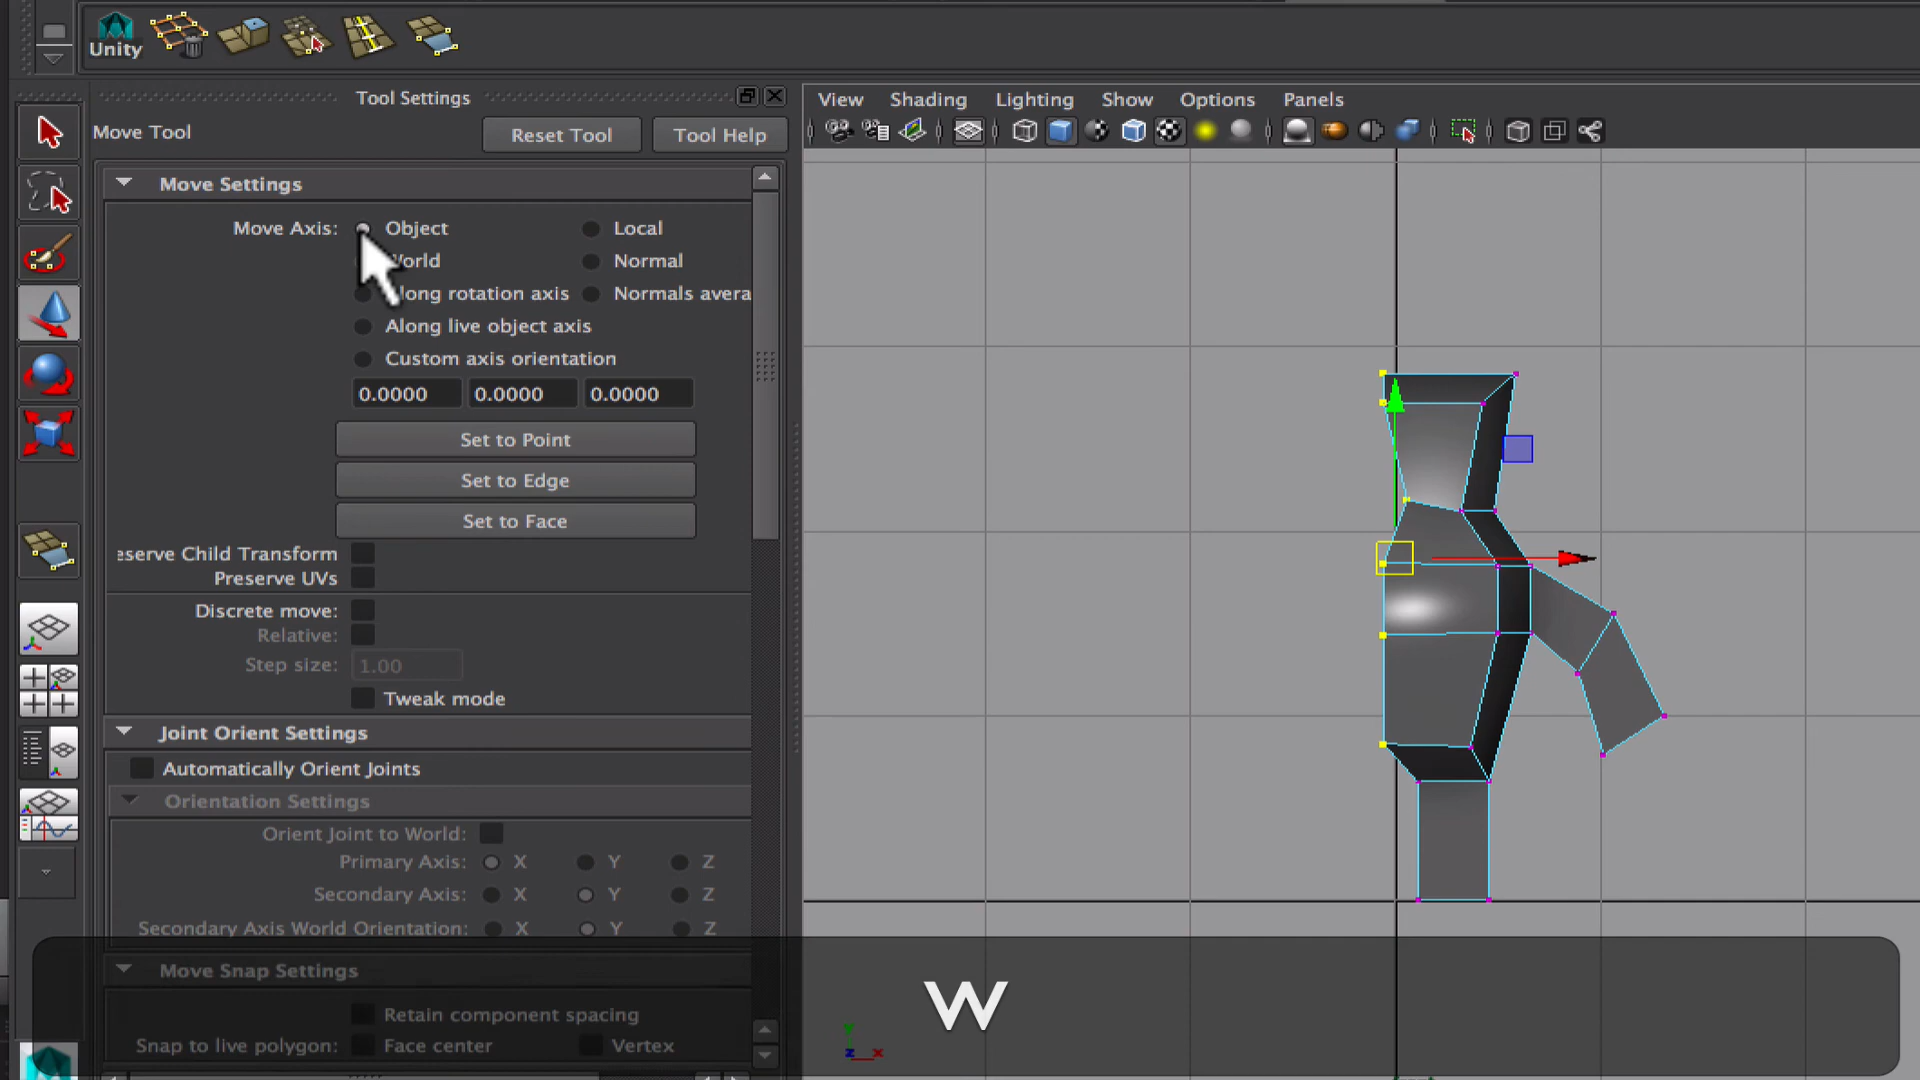 Unity
Tool Settings
Move Tool
Reset Tool
Tool Help
Move Settings
Move Axis:
Object
Local
World
Normal
Along rotation axis
Normals avera
Along live object axis
Custom axis orientation
0.0000
0.0000
0.0000
Set to Point
Set to Edge
Set to Face
eserve Child Transform
Preserve UVs
Discrete move:
Relative:
Step size:
1.00
Tweak mode
Joint Orient Settings
Automatically Orient Joints
Orientation Settings
Orient Joint to World:
Primary Axis:
X
Y
Z
Secondary Axis:
X
Y
Z
Secondary Axis World Orientation:
X
Y
Z
Move Snap Settings
Retain component spacing
Snap to live polygon:
Face center
Vertex
View
Shading
Lighting
Show
Options
Panels
W
Y
Z
X